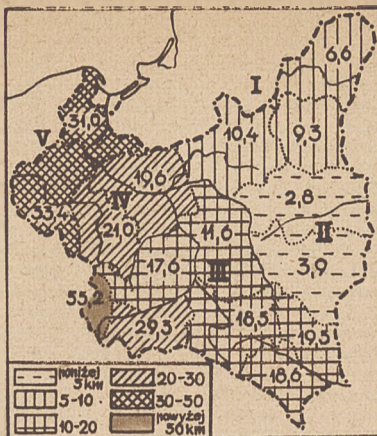 6,6
I
31,0
10,4
9,3
V
19,6
2,8
IV
33,4
21,0
11,6
II
17,6
III
3,9
55,2
18,5
29,3
19,5
18,6
poniżej 5 km
20-30
5-10
30-50
10-20
powyżej 50 km